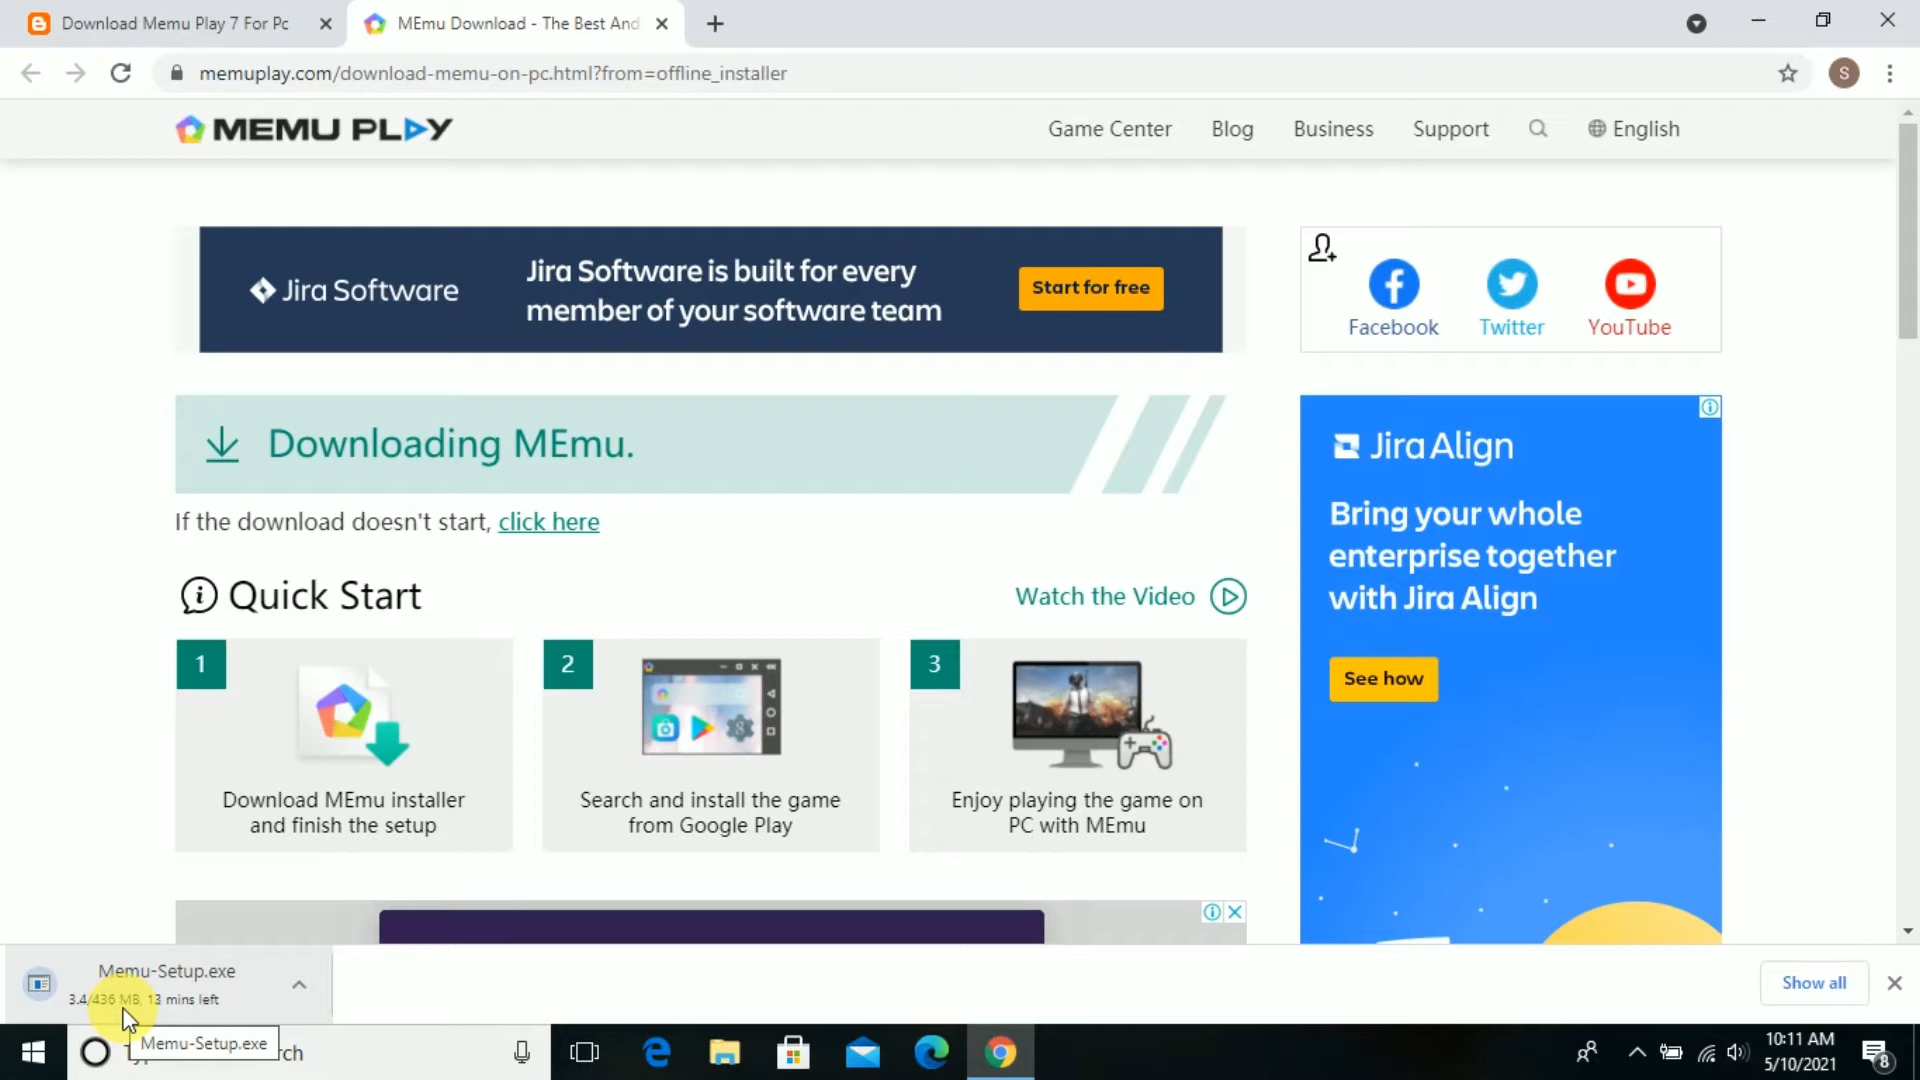 Download Memu Play 7 For Pc
MEmu Download - The Best And
S
memuplay.com/download-memu-on-pc.html?from=offline_installer
MEMU PLAY
Game Center
Blog
Business
Support
English
Jira Software
Jira Software is built for every
member of your software team
Start for free
Facebook
Twitter
YouTube
Downloading MEmu.
If the download doesn't start, click here
Quick Start
Watch the Video
1
2
3
Download MEmu installer
and finish the setup
Search and install the game
from Google Play
Enjoy playing the game on
PC with MEmu
Jira Align
Bring your whole
enterprise together
with Jira Align
See how
Memu-Setup.exe
3.4/436 MB, 13 mins left
Show all
Memu-Setup.exe
10:11 AM
5/10/2021
8